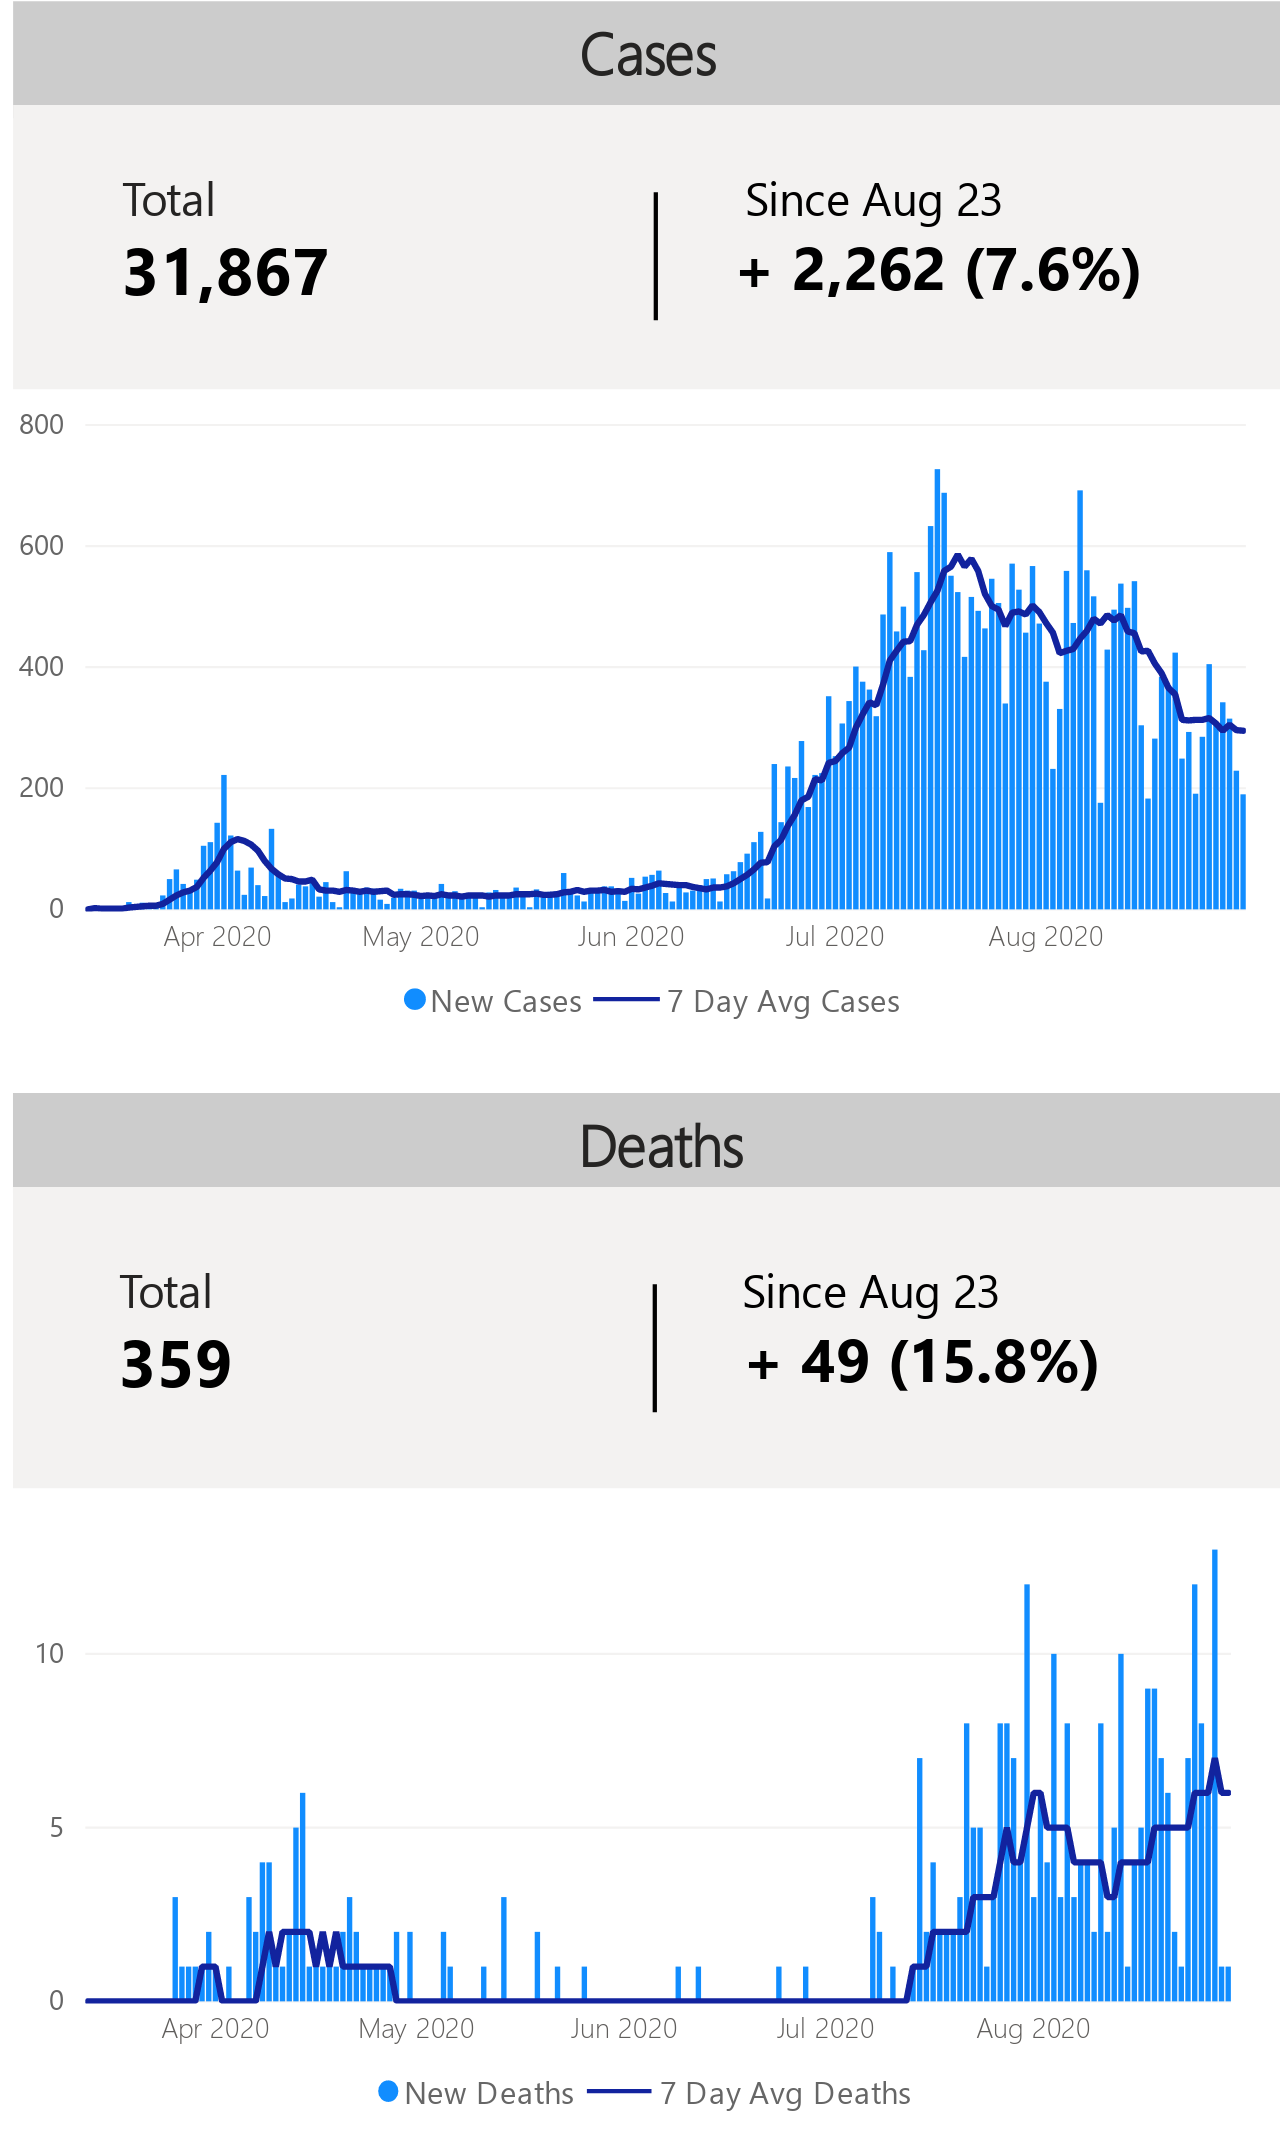 Cases
Total
31,867
Since Aug 23
+ 2,262 (7.6%)
800
600
400
200
0
Apr 2020 May 2020 Jun 2020 Jul 2020 Aug 2020
New Cases 7 Day Avg Cases
Deaths
Total
359
Since Aug 23
+ 49 (15.8%)
10
5
0
Apr 2020 May 2020 Jun 2020 Jul 2020 Aug 2020
New Deaths 7 Day Avg Deaths